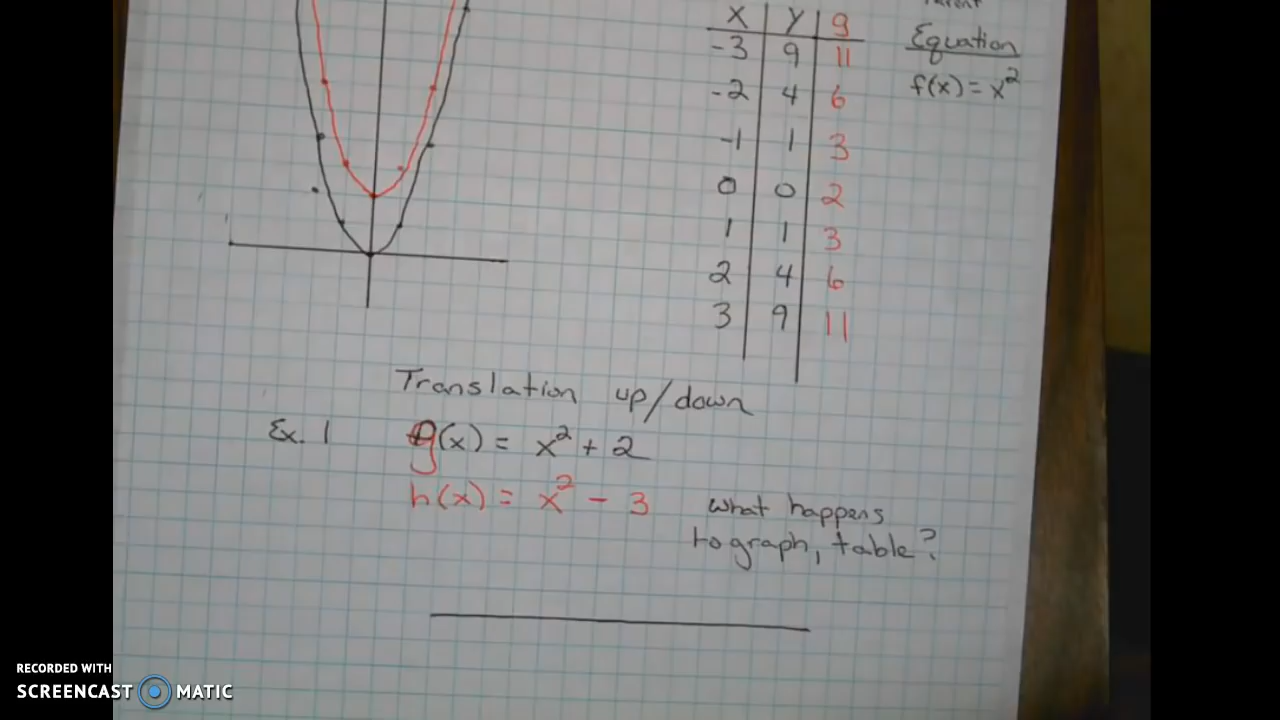 X Y g
-3 9 11
-2 4 6
-1 1 3
0 0 2
1 1 3
2 4 6
3 9 11
Equation
f(x) = x²
Translation up/down
Ex. 1 g(x) = x² + 2
h(x) = x² - 3
what happens
to graph, table?
RECORDED WITH
SCREENCAST MATIC